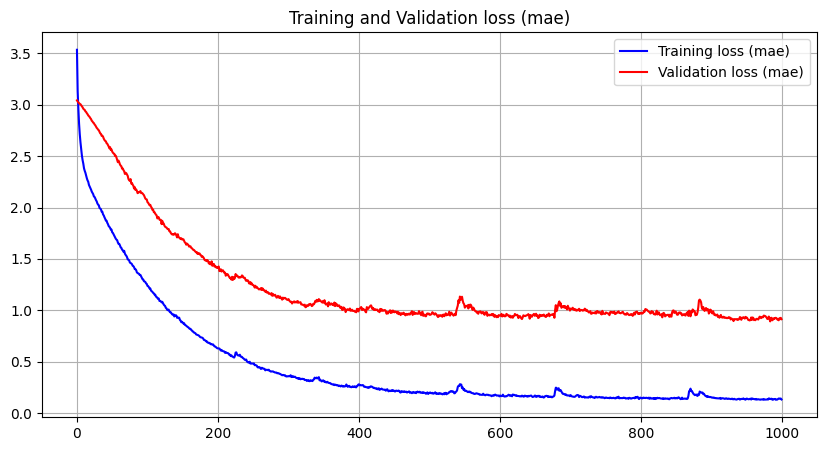 Training and Validation loss (mae)
Training loss (mae)
Validation loss (mae)
3.5
3.0
2.5
2.0
1.5
1.0
0.5
0.0
0 200 400 600 800 1000